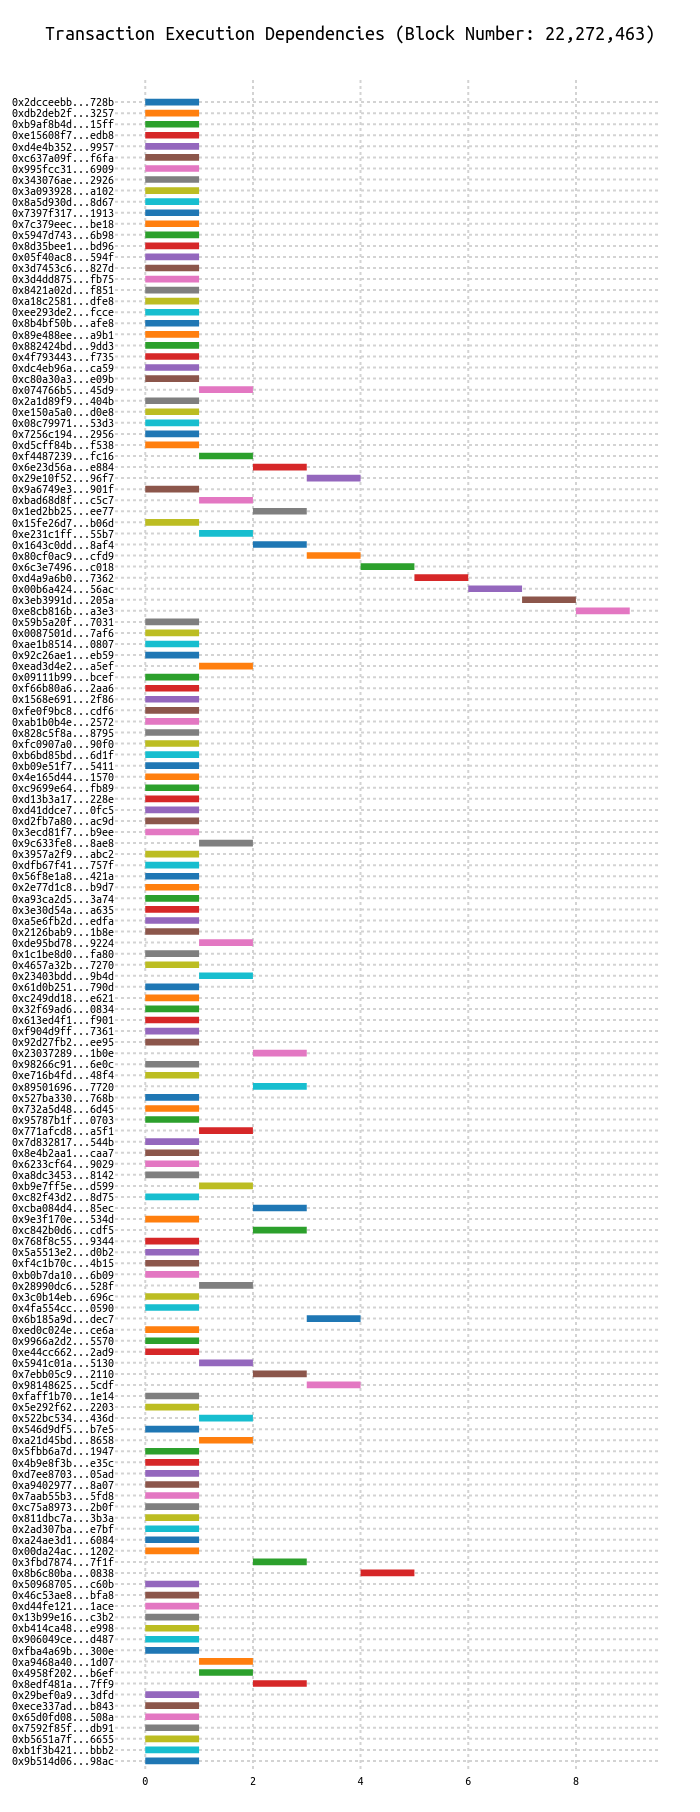 Transaction Execution Dependencies (Block Number: 22,272,463)
0x2dcceebb...728b
0xdb2deb2f...3257
0xb9af8b4d...15ff
0xe15608f7...edb8
0xd4e4b352...9957
0xc637a09f...f6fa
0x995fcc31...6909
0x343076ae...2926
0x3a093928...a102
0x8a5d930d...8d67
0x7397f317...1913
0x7c379eec...be18
0x5947d743...6b98
0x8d35bee1...bd96
0x05f40ac8...594f
0x3d7453c6...827d
0x3d4dd875...fb75
0x8421a02d...f851
0xa18c2581...dfe8
0xee293de2...fcce
0x8b4bf50b...afe8
0x89e488ee...a9b1
0x882424bd...9dd3
0x4f793443...f735
0xdc4eb96a...ca59
0xc80a30a3...e09b
0x074766b5...45d9
0x2a1d89f9...404b
0xe150a5a0...d0e8
0x08c79971...53d3
0x7256c194...2956
0xd5cff84b...f538
0xf4487239...fc16
0x6e23d56a...e884
0x29e10f52...96f7
0x9a6749e3...901f
0xbad68d8f...c5c7
0x1ed2bb25...ee77
0x15fe26d7...b06d
0xe231c1ff...55b7
0x1643c0dd...8af4
0x80cf0ac9...cfd9
0x6c3e7496...c018
0xd4a9a6b0...7362
0x00b6a424...56ac
0x3eb3991d...205a
0xe8cb816b...a3e3
0x59b5a20f...7031
0x0087501d...7af6
0xae1b8514...0807
0x92c26ae1...eb59
0xead3d4e2...a5ef
0x09111b99...bcef
0xf66b80a6...2aa6
0x1568e691...2f86
0xfe0f9bc8...cdf6
0xab1b0b4e...2572
0x828c5f8a...8795
0xfc0907a0...90f0
0xb6bd85bd...6d1f
0xb09e51f7...5411
0x4e165d44...1570
0xc9699e64...fb89
0xd13b3a17...228e
0xd41ddce7...0fc5
0xd2fb7a80...ac9d
0x3ecd81f7...b9ee
0x9c633fe8...8ae8
0x3957a2f9...abc2
0xdfb67f41...757f
0x56f8e1a8...421a
0x2e77d1c8...b9d7
0xa93ca2d5...3a74
0x3e30d54a...a635
0xa5e6fb2d...edfa
0x2126bab9...1b8e
0xde95bd78...9224
0x1c1be8d0...fa80
0x4657a32b...7270
0x23403bdd...9b4d
0x61d0b251...790d
0xc249dd18...e621
0x32f69ad6...0834
0x613ed4f1...f901
0xf904d9ff...7361
0x92d27fb2...ee95
0x23037289...1b0e
0x98266c91...6e0c
0xe716b4fd...48f4
0x89501696...7720
0x527ba330...768b
0x732a5d48...6d45
0x95787b1f...0703
0x771afcd8...a5f1
0x7d832817...544b
0x8e4b2aa1...caa7
0x6233cf64...9029
0xa8dc3453...8142
0xb9e7ff5e...d599
0xc82f43d2...8d75
0xcba084d4...85ec
0x9e3f170e...534d
0xc842b0d6...cdf5
0x768f8c55...9344
0x5a5513e2...d0b2
0xf4c1b70c...4b15
0xb0b7da10...6b09
0x28990dc6...528f
0x3c0b14eb...696c
0x4fa554cc...0590
0x6b185a9d...dec7
0xed0c024e...ce6a
0x9966a2d2...5570
0xe44cc662...2ad9
0x5941c01a...5130
0x7ebb05c9...2110
0x98148625...5cdf
0xfaff1b70...1e14
0x5e292f62...2203
0x522bc534...436d
0x546d9df5...b7e5
0xa21d45bd...8658
0x5fbb6a7d...1947
0x4b9e8f3b...e35c
0xd7ee8703...05ad
0xa9402977...8a07
0x7aab55b3...5fd8
0xc75a8973...2b0f
0x811dbc7a...3b3a
0x2ad307ba...e7bf
0xa24ae3d1...6084
0x00da24ac...1202
0x3fbd7874...7f1f
0x8b6c80ba...0838
0x50968705...c60b
0x46c53ae8...bfa8
0xd44fe121...1ace
0x13b99e16...c3b2
0xb414ca48...e998
0x906049ce...d487
0xfba4a69b...300e
0xa9468a40...1d07
0x4958f202...b6ef
0x8edf481a...7ff9
0x29bef0a9...3dfd
0xece337ad...b843
0x65d0fd08...508a
0x7592f85f...db91
0xb5651a7f...6655
0xb1f3b421...bbb2
0x9b514d06...98ac
0 2 4 6 8